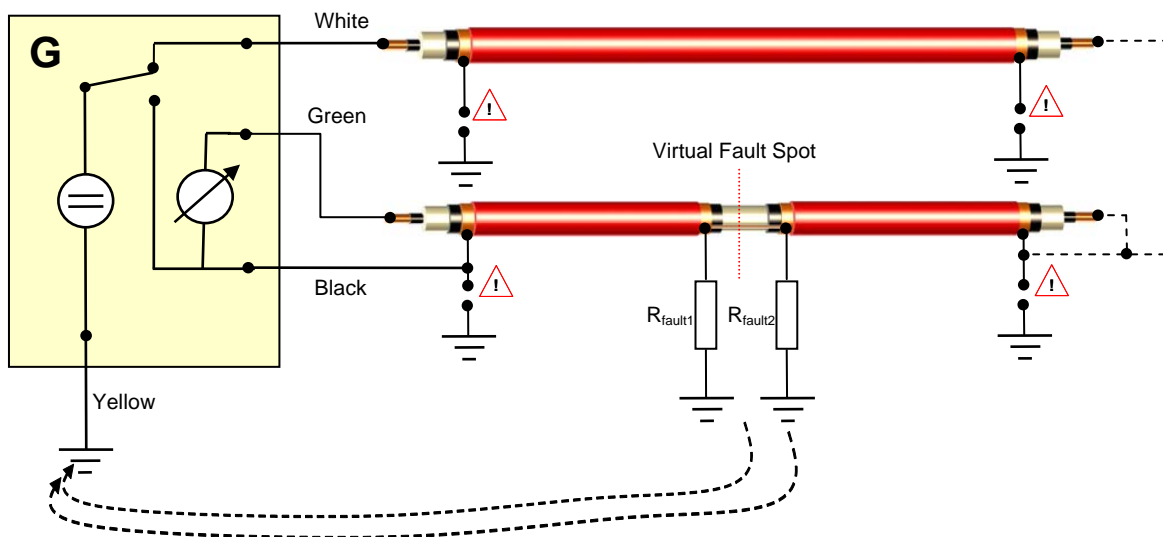 White
G
!
!
Green
Virtual Fault Spot
!
!
Black
Rfault1
Rfault2
Yellow